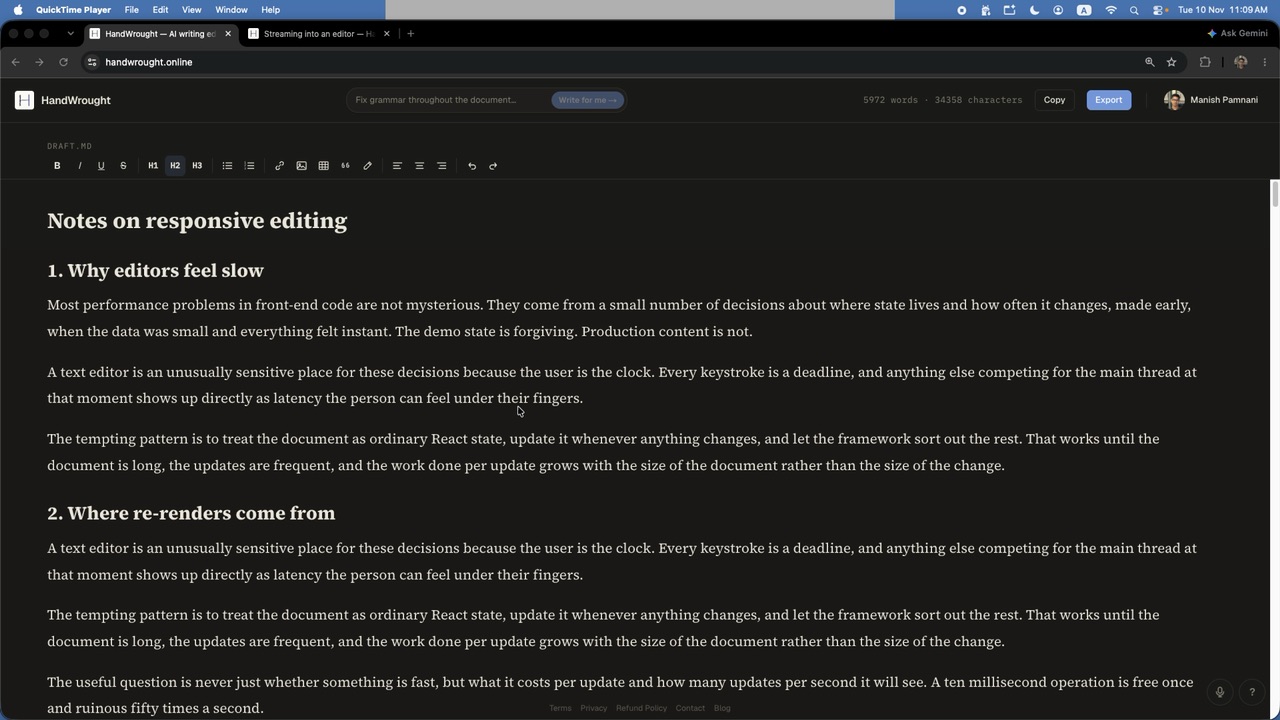 QuickTime Player File Edit View Window Help
A Tue 10 Nov 11:09 AM
HandWrought — AI writing ed
Streaming into an editor — Ha
Ask Gemini
handwrought.online
HandWrought
Fix grammar throughout the document...
Write for me →
5972 words · 34358 characters
Copy
Export
Manish Pamnani
DRAFT.MD
B I U S H1 H2 H3
Notes on responsive editing
1. Why editors feel slow
Most performance problems in front-end code are not mysterious. They come from a small number of decisions about where state lives and how often it changes, made early,
when the data was small and everything felt instant. The demo state is forgiving. Production content is not.
A text editor is an unusually sensitive place for these decisions because the user is the clock. Every keystroke is a deadline, and anything else competing for the main thread at
that moment shows up directly as latency the person can feel under their fingers.
The tempting pattern is to treat the document as ordinary React state, update it whenever anything changes, and let the framework sort out the rest. That works until the
document is long, the updates are frequent, and the work done per update grows with the size of the document rather than the size of the change.
2. Where re-renders come from
A text editor is an unusually sensitive place for these decisions because the user is the clock. Every keystroke is a deadline, and anything else competing for the main thread at
that moment shows up directly as latency the person can feel under their fingers.
The tempting pattern is to treat the document as ordinary React state, update it whenever anything changes, and let the framework sort out the rest. That works until the
document is long, the updates are frequent, and the work done per update grows with the size of the document rather than the size of the change.
The useful question is never just whether something is fast, but what it costs per update and how many updates per second it will see. A ten millisecond operation is free once
and ruinous fifty times a second.
Terms Privacy Refund Policy Contact Blog
?